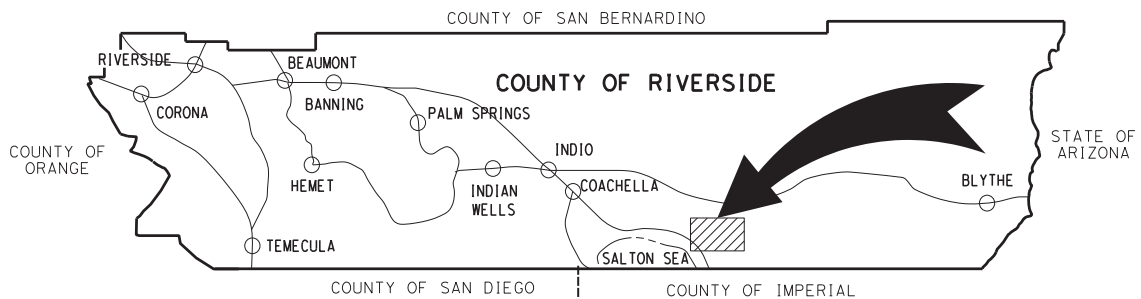 COUNTY OF SAN BERNARDINO
RIVERSIDE
BEAUMONT
COUNTY OF RIVERSIDE
BANNING
CORONA
PALM SPRINGS
STATE OF
ARIZONA
COUNTY OF
ORANGE
INDIO
HEMET
COACHELLA
BLYTHE
INDIAN
WELLS
TEMECULA
SALTON SEA
COUNTY OF SAN DIEGO
COUNTY OF IMPERIAL